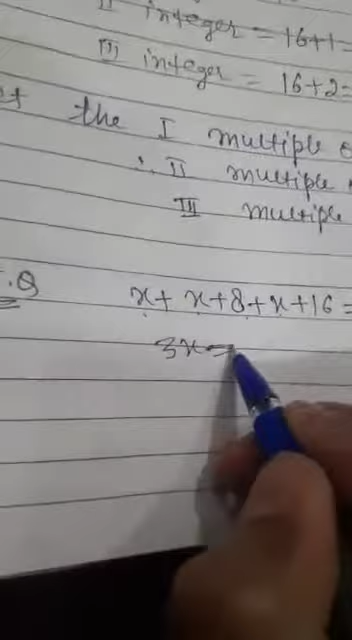 II integer = 16+1=
III integer = 16+2=
the I multiple
∴ II multiple
III multiple
.Q x+ x+8+x+16=
3x=